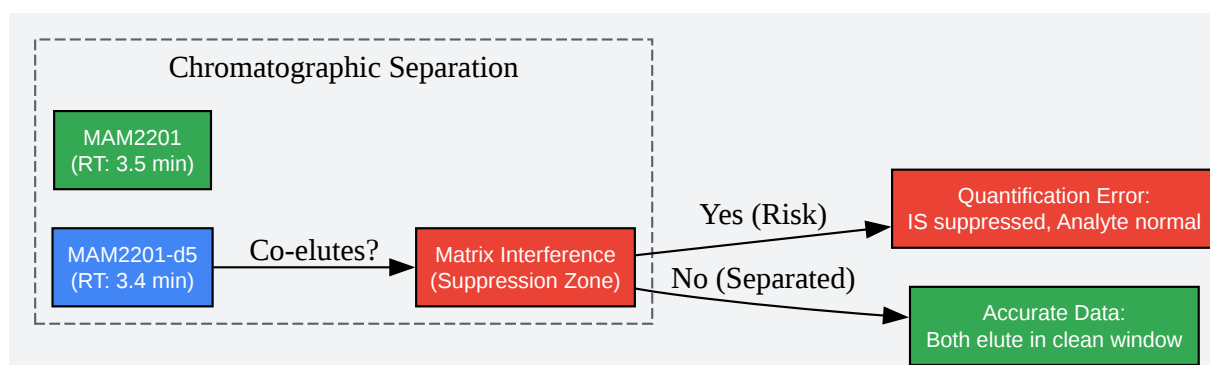 Chromatographic Separation
MAM2201
(RT: 3.5 min)
MAM2201-d5
(RT: 3.4 min)
Co-elutes?
Matrix Interference
(Suppression Zone)
Yes (Risk)
No (Separated)
Quantification Error:
IS suppressed, Analyte normal
Accurate Data:
Both elute in clean window